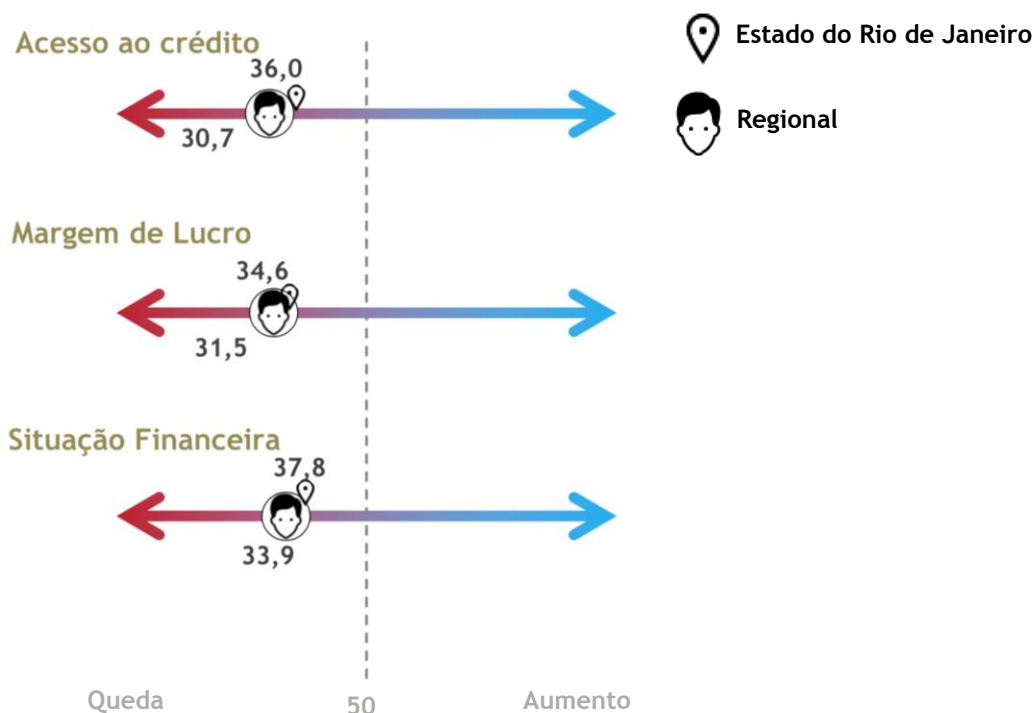 Acesso ao crédito
36,0
30,7
Margem de Lucro
34,6
31,5
Situação Financeira
37,8
33,9
Queda
50
Aumento
Estado do Rio de Janeiro
Regional